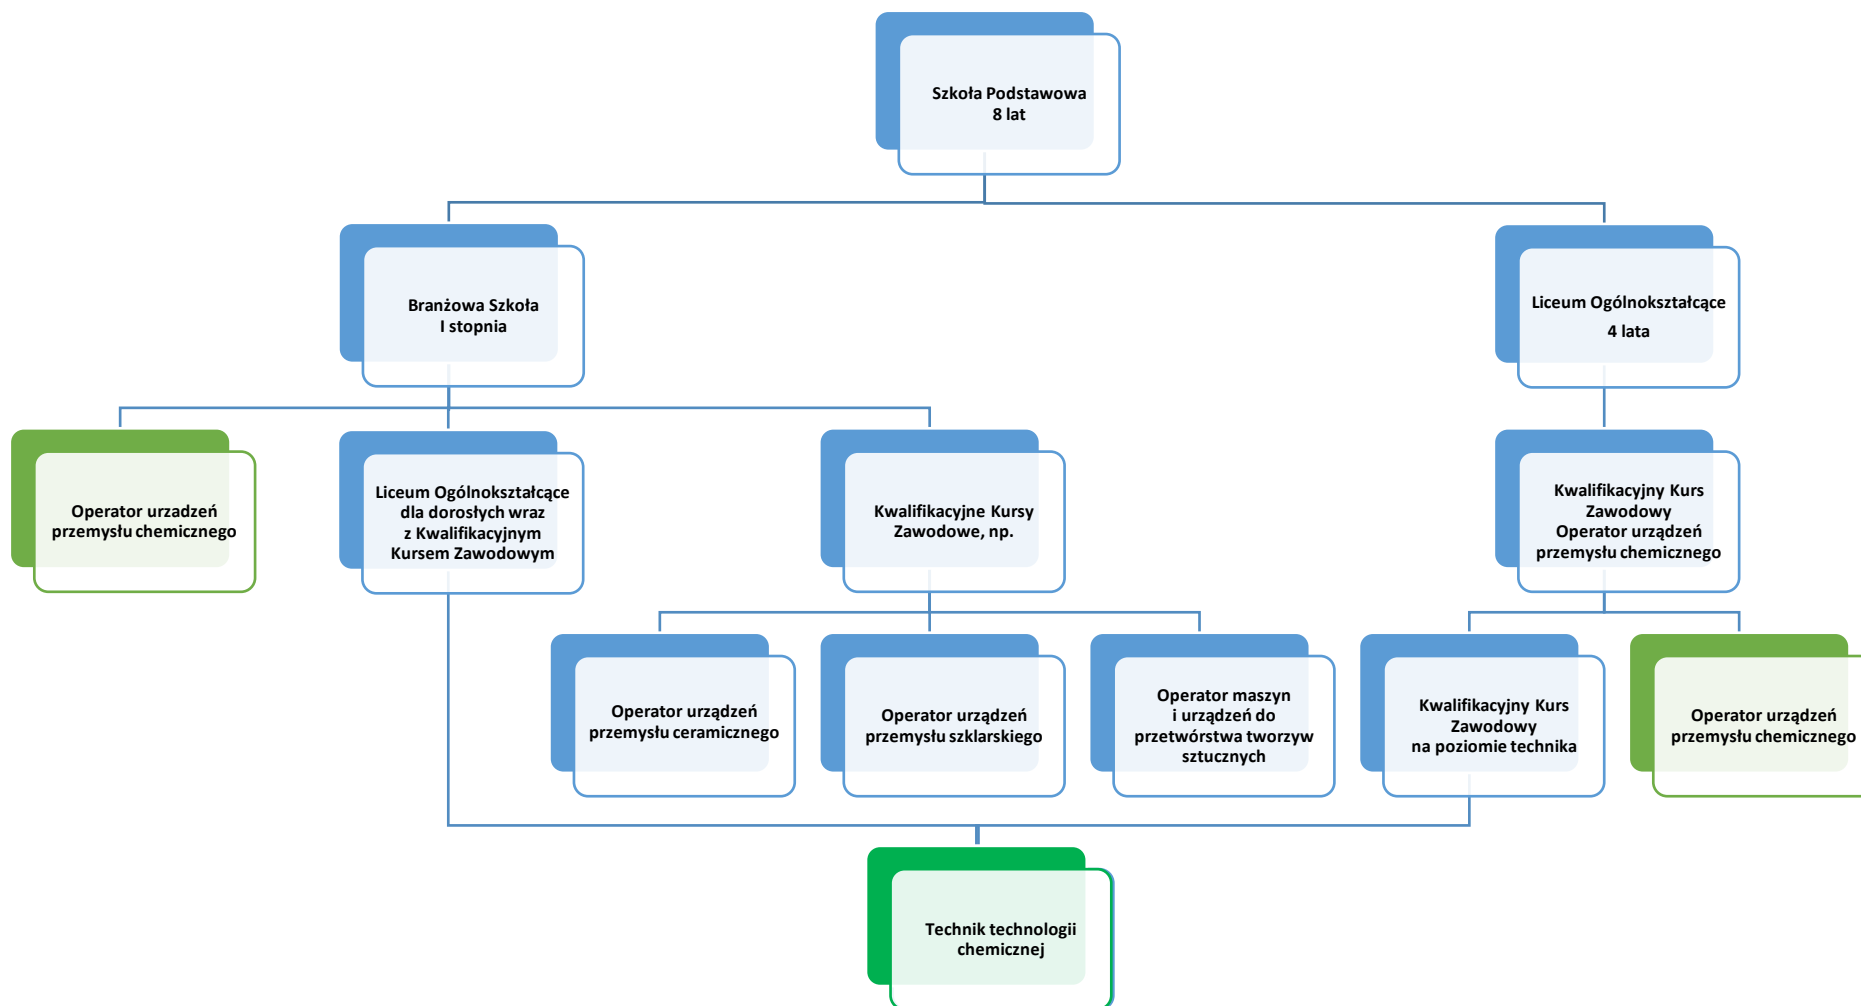 Szkoła Podstawowa
8 lat
Branżowa Szkoła
I stopnia
Liceum Ogólnokształcące
4 lata
Operator urzadzeń
przemysłu chemicznego
Liceum Ogólnokształcące
dla dorosłych wraz
z Kwalifikacyjnym
Kursem Zawodowym
Kwalifikacyjne Kursy
Zawodowe, np.
Kwalifikacyjny Kurs
Zawodowy
Operator urządzeń
przemysłu chemicznego
Operator urządzeń
przemysłu ceramicznego
Operator urządzeń
przemysłu szklarskiego
Operator maszyn
i urządzeń do
przetwórstwa tworzyw
sztucznych
Kwalifikacyjny Kurs
Zawodowy
na poziomie technika
Operator urządzeń
przemysłu chemicznego
Technik technologii
chemicznej